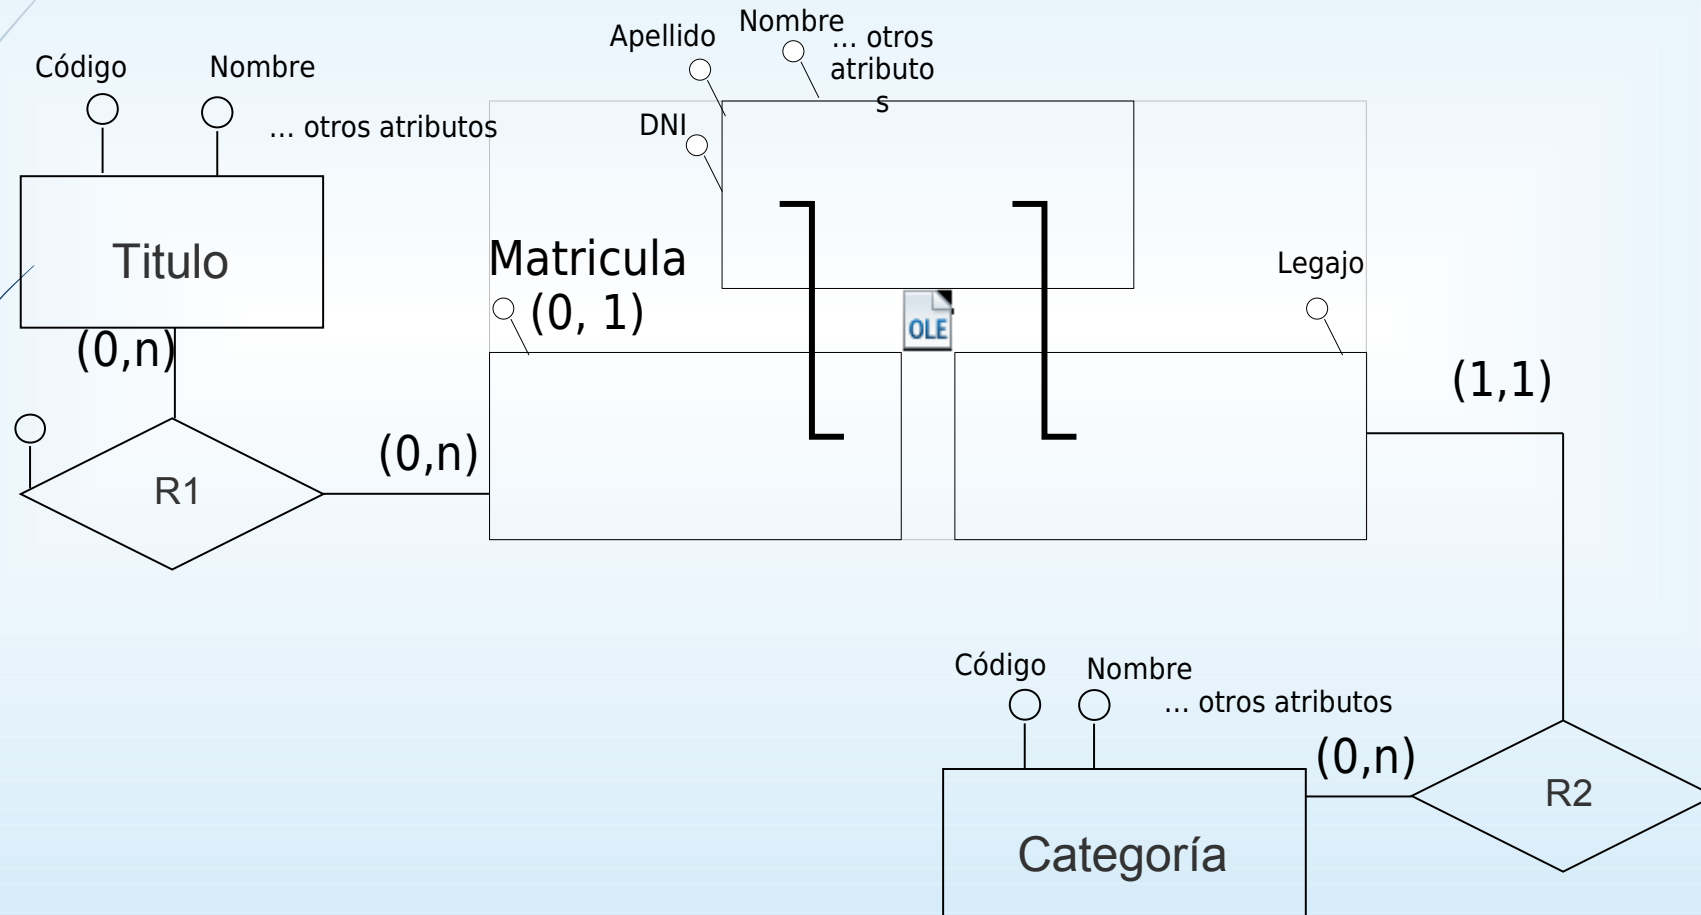 Nombre
Apellido
... otros
atributo
s
Código
Nombre
... otros atributos
DNI
Titulo
Matricula
(0, 1)
Legajo
OLE
(0,n)
(1,1)
(0,n)
R1
Código
Nombre
... otros atributos
(0,n)
R2
Categoría